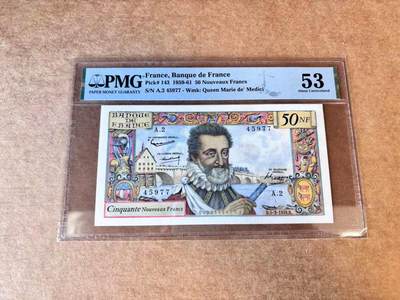 PMG
PAPER MONEY GUARANTY
France, Banque de France
Pick# 143 1959-61 50 Nouveaux Francs
S/N A.2 45977 - Wmk: Queen Marie de' Medici
53
About Uncirculated
BANQUE DE
FRANCE
A.2
45977
50 NF
45977
A.2
Cinquante Nouveaux Francs